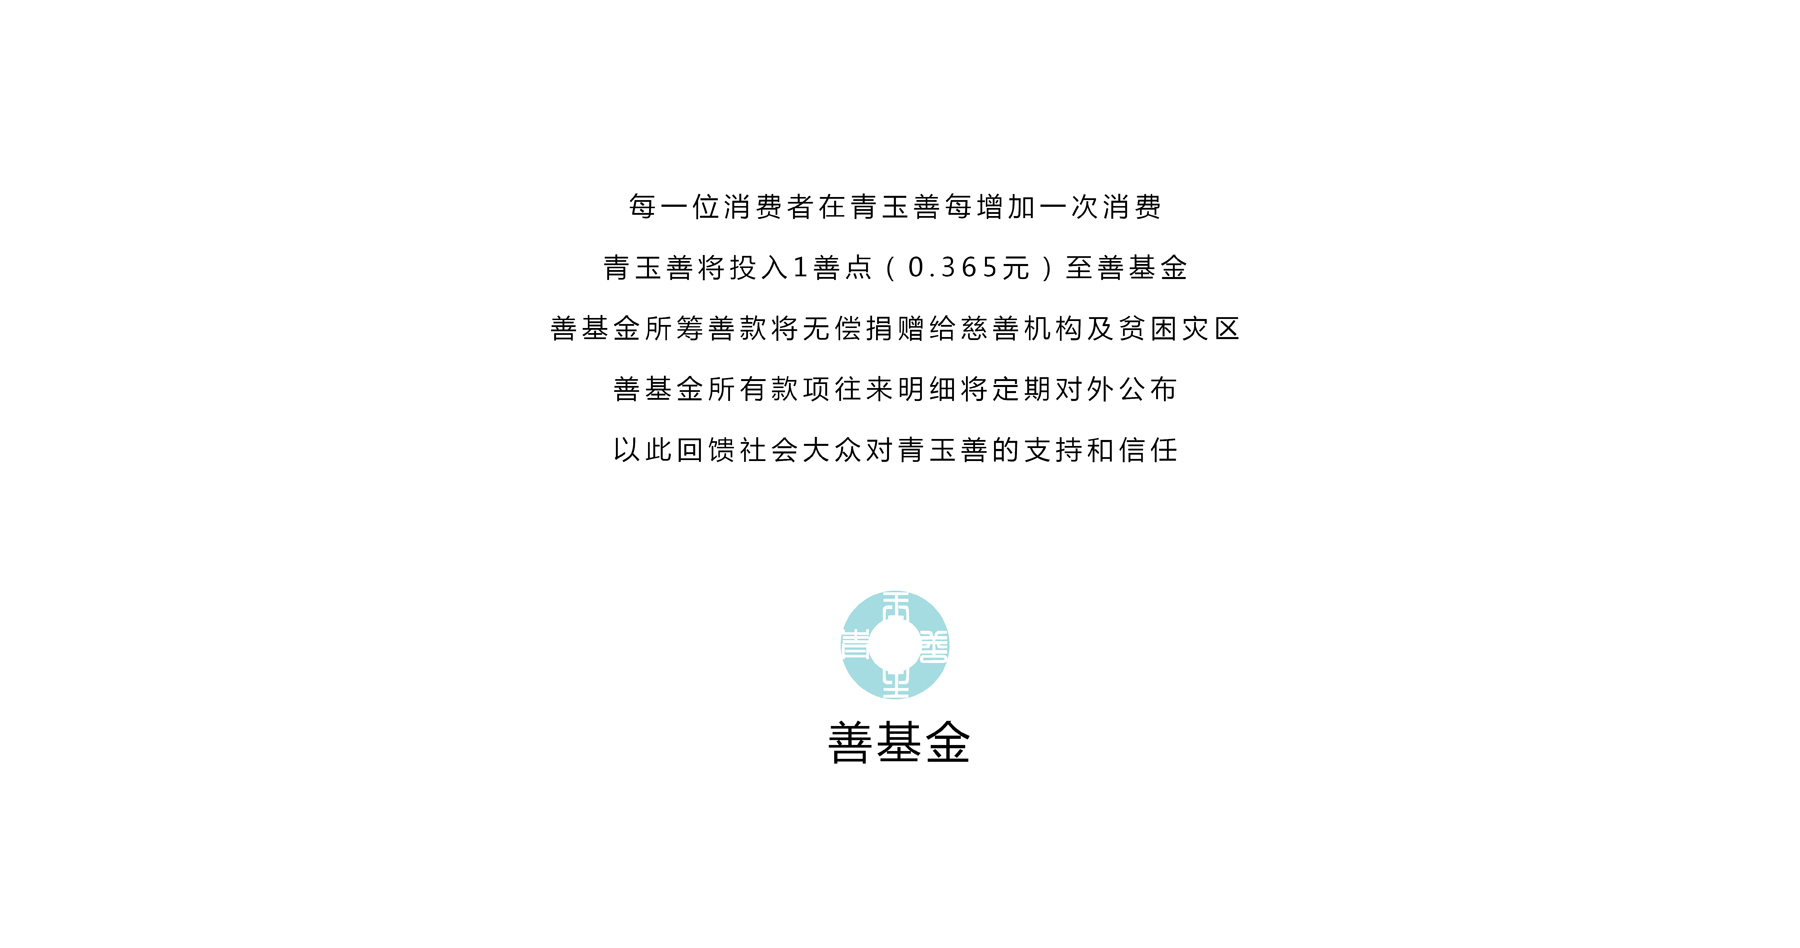 每一位消费者在青玉善每增加一次消费
青玉善将投入1善点（0.365元）至善基金
善基金所筹善款将无偿捐赠给慈善机构及贫困灾区
善基金所有款项往来明细将定期对外公布
以此回馈社会大众对青玉善的支持和信任
玉
青 善
玉
善基金